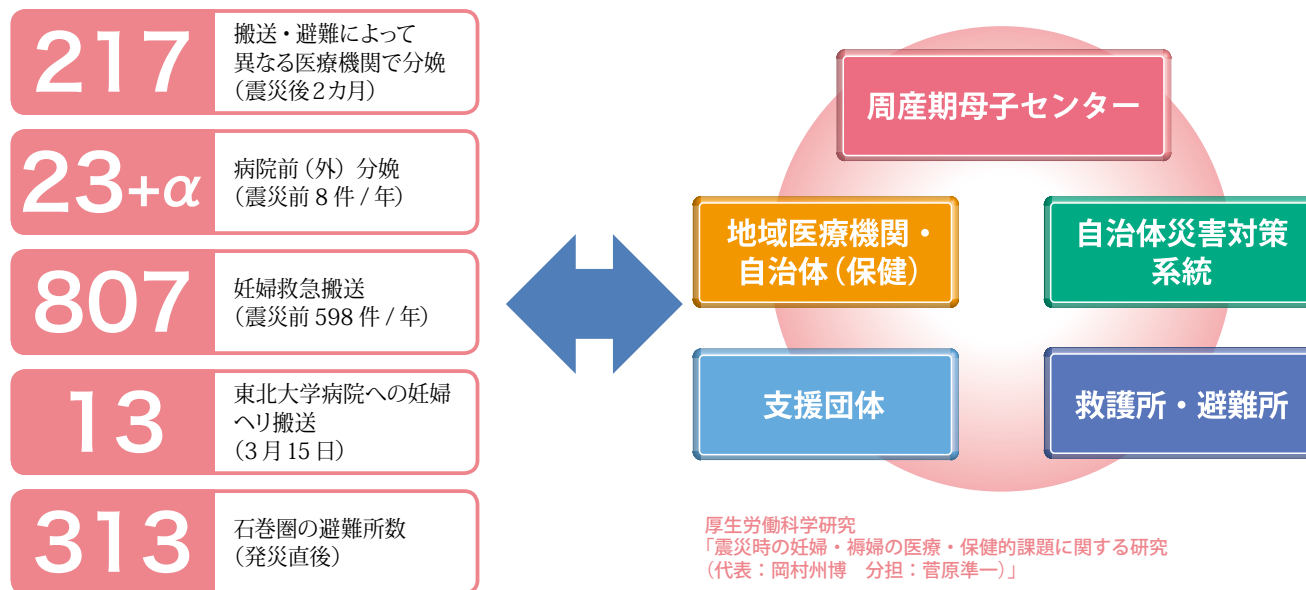 217
搬送・避難によって
異なる医療機関で分娩
（震災後２カ月）
23+α
病院前（外）分娩
（震災前 8 件 / 年）
807
妊婦救急搬送
（震災前 598 件 / 年）
13
東北大学病院への妊婦
ヘリ搬送
（3 月 15 日）
313
石巻圏の避難所数
（発災直後）
周産期母子センター
地域医療機関・
自治体（保健）
自治体災害対策
系統
支援団体
救護所・避難所
厚生労働科学研究
「震災時の妊婦・褥婦の医療・保健的課題に関する研究
（代表：岡村州博　分担：菅原準一）」